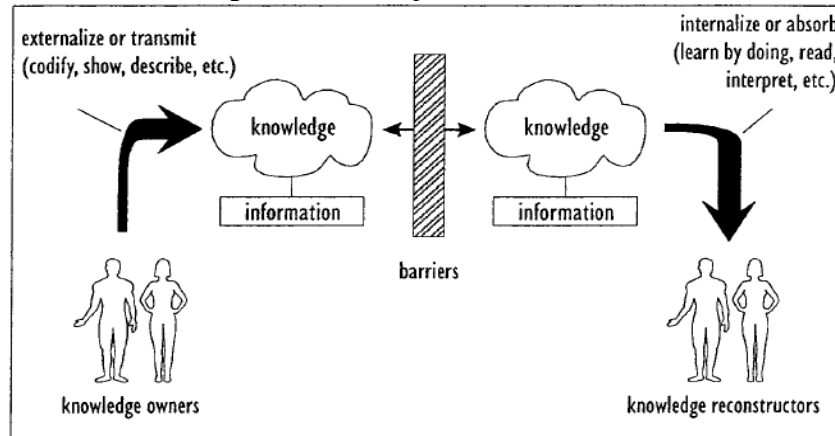 externalize or transmit
(codify, show, describe, etc.)
internalize or absorb
(learn by doing, read,
interpret, etc.)
knowledge
knowledge
information
information
barriers
knowledge owners
knowledge reconstructors